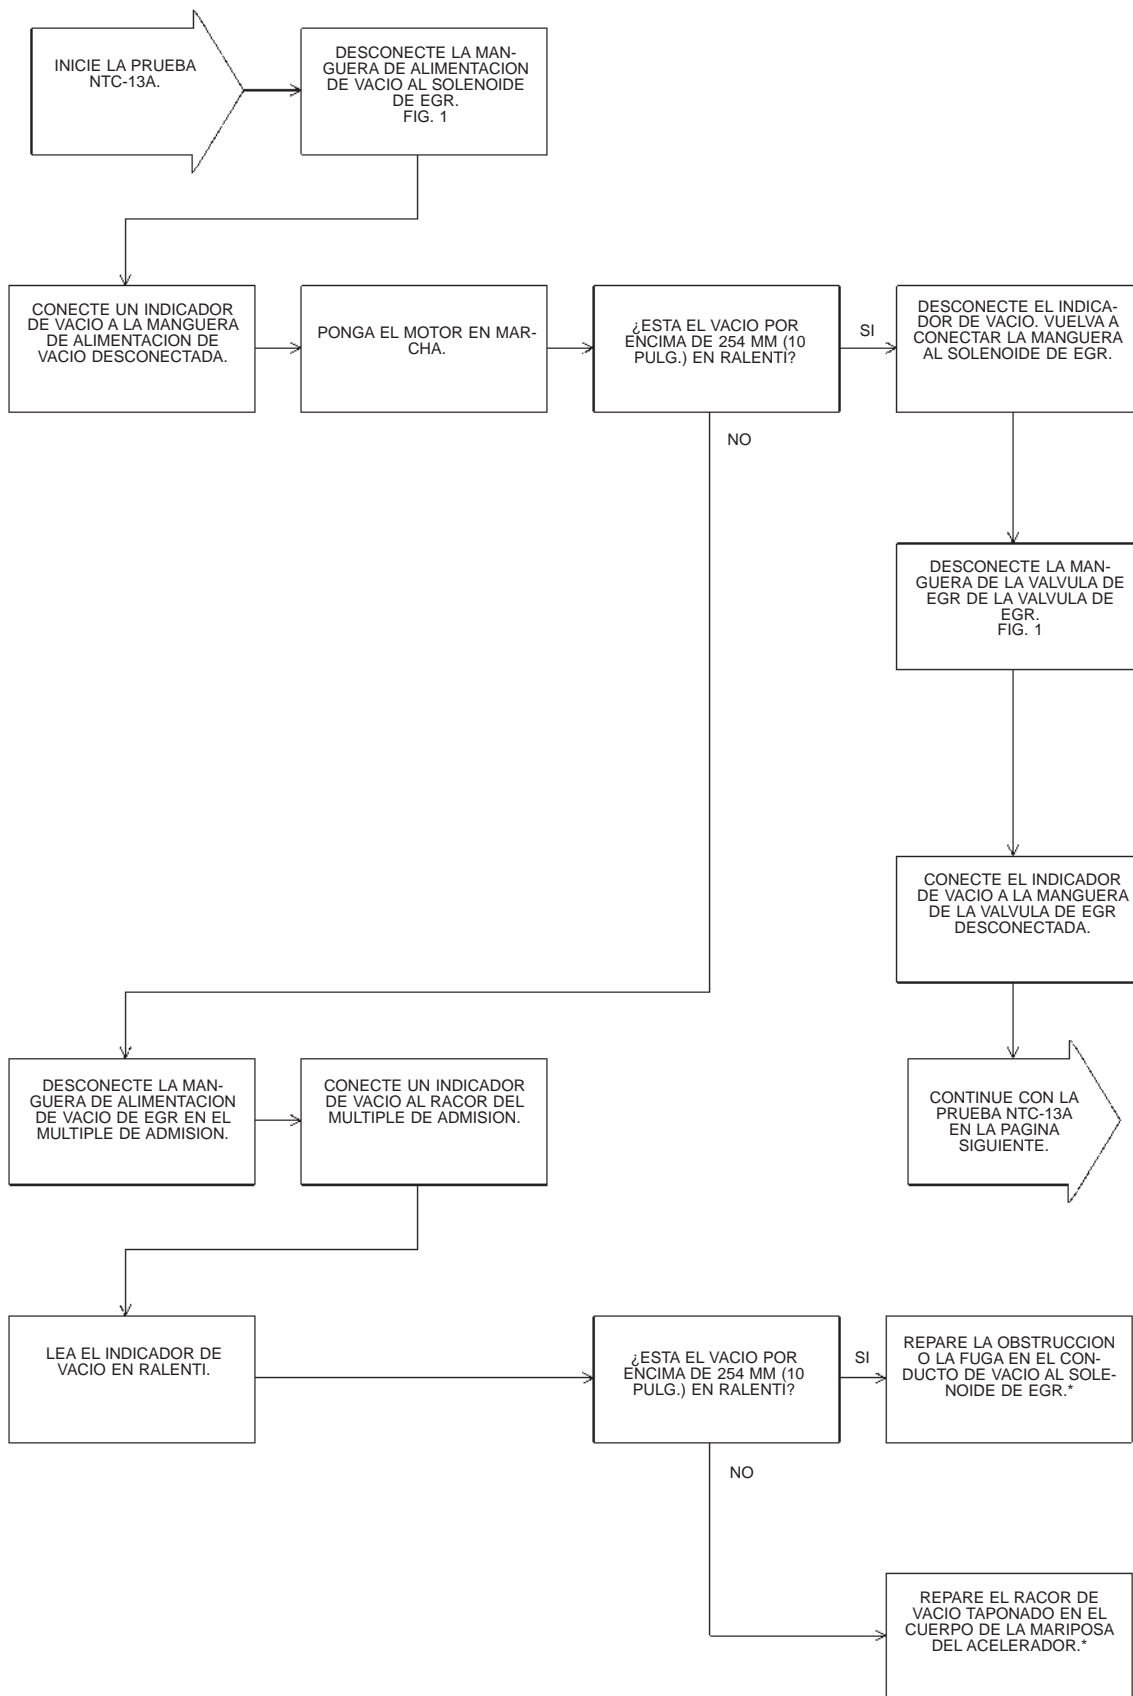 INICIE LA PRUEBA
NTC-13A.
DESCONECTE LA MAN-
GUERA DE ALIMENTACION
DE VACIO AL SOLENOIDE
DE EGR.
FIG. 1
CONECTE UN INDICADOR
DE VACIO A LA MANGUERA
DE ALIMENTACION DE
VACIO DESCONECTADA.
PONGA EL MOTOR EN MAR-
CHA.
¿ESTA EL VACIO POR
ENCIMA DE 254 MM (10
PULG.) EN RALENTI?
SI
DESCONECTE EL INDICA-
DOR DE VACIO. VUELVA A
CONECTAR LA MANGUERA
AL SOLENOIDE DE EGR.
NO
DESCONECTE LA MAN-
GUERA DE LA VALVULA DE
EGR DE LA VALVULA DE
EGR.
FIG. 1
CONECTE EL INDICADOR
DE VACIO A LA MANGUERA
DE LA VALVULA DE EGR
DESCONECTADA.
DESCONECTE LA MAN-
GUERA DE ALIMENTACION
DE VACIO DE EGR EN EL
MULTIPLE DE ADMISION.
CONECTE UN INDICADOR
DE VACIO AL RACOR DEL
MULTIPLE DE ADMISION.
CONTINUE CON LA
PRUEBA NTC-13A
EN LA PAGINA
SIGUIENTE.
LEA EL INDICADOR DE
VACIO EN RALENTI.
¿ESTA EL VACIO POR
ENCIMA DE 254 MM (10
PULG.) EN RALENTI?
SI
REPARE LA OBSTRUCCION
O LA FUGA EN EL CON-
DUCTO DE VACIO AL SOLE-
NOIDE DE EGR.*
NO
REPARE EL RACOR DE
VACIO TAPONADO EN EL
CUERPO DE LA MARIPOSA
DEL ACELERADOR.*